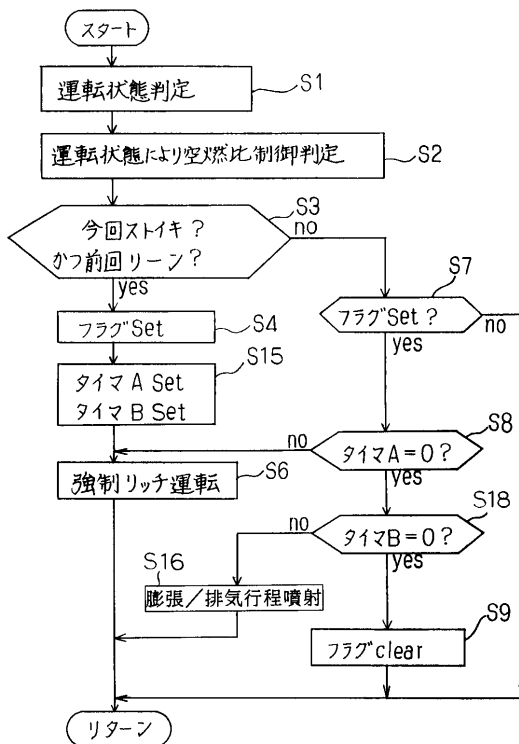 スタート
運転状態判定
S1
運転状態により空燃比制御判定
S2
今回ストイキ?
かつ前回リーン?
S3
no
yes
フラグSet
S4
S7
フラグSet?
no
yes
タイマA Set
タイマB Set
S15
S8
タイマA=0?
no
yes
強制リッチ運転
S6
S18
タイマB=0?
no
yes
S16
膨張/排気行程噴射
S9
フラグclear
リターン